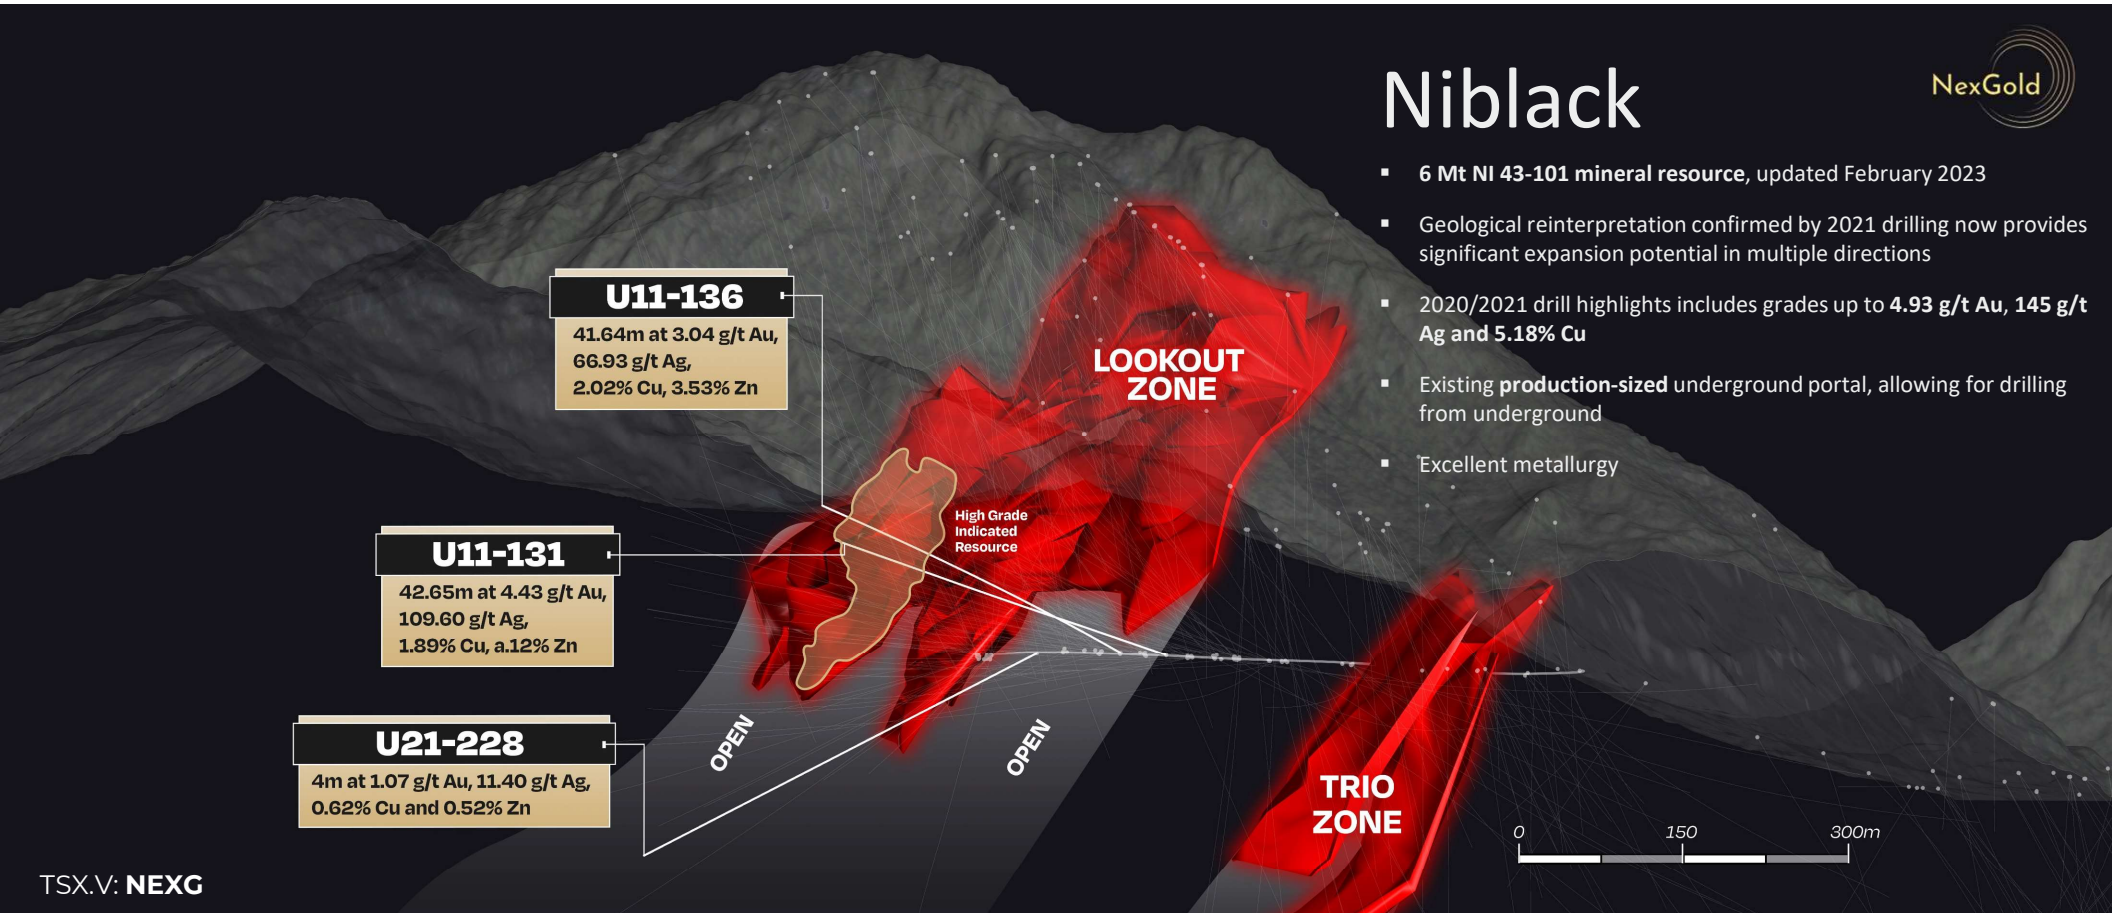 Niblack
NexGold
▪ 6 Mt NI 43-101 mineral resource, updated February 2023
▪ Geological reinterpretation confirmed by 2021 drilling now provides
significant expansion potential in multiple directions
▪ 2020/2021 drill highlights includes grades up to 4.93 g/t Au, 145 g/t
Ag and 5.18% Cu
▪ Existing production-sized underground portal, allowing for drilling
from underground
▪ Excellent metallurgy
U11-136
41.64m at 3.04 g/t Au,
66.93 g/t Ag,
2.02% Cu, 3.53% Zn
LOOKOUT
ZONE
High Grade
Indicated
Resource
U11-131
42.65m at 4.43 g/t Au,
109.60 g/t Ag,
1.89% Cu, a.12% Zn
U21-228
4m at 1.07 g/t Au, 11.40 g/t Ag,
0.62% Cu and 0.52% Zn
OPEN
OPEN
TRIO
ZONE
0 150 300m
TSX.V: NEXG